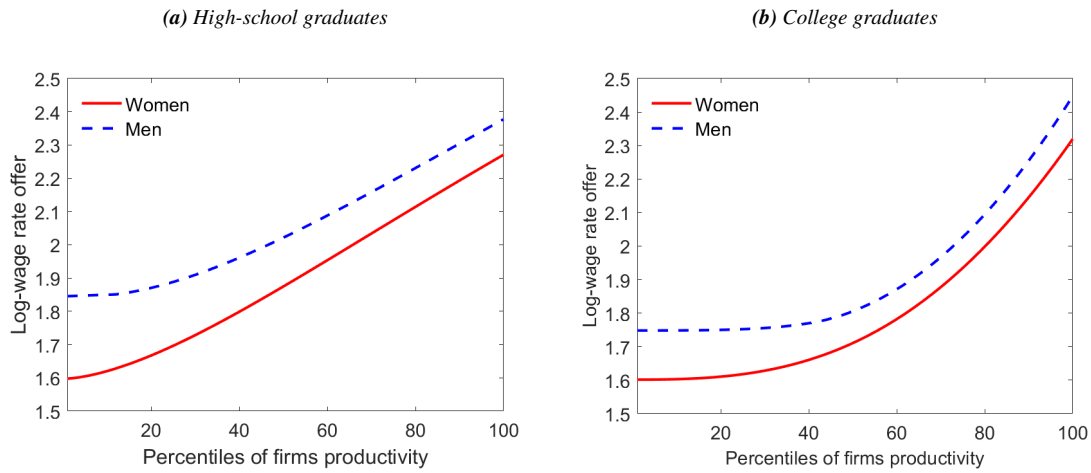 (a) High-school graduates
2.5
2.4
2.3
2.2
2.1
2
1.9
1.8
1.7
1.6
1.5
Women
Men
Log-wage rate offer
20 40 60 80 100
Percentiles of firms productivity
(b) College graduates
2.5
2.4
2.3
2.2
2.1
2
1.9
1.8
1.7
1.6
1.5
Women
Men
Log-wage rate offer
20 40 60 80 100
Percentiles of firms productivity